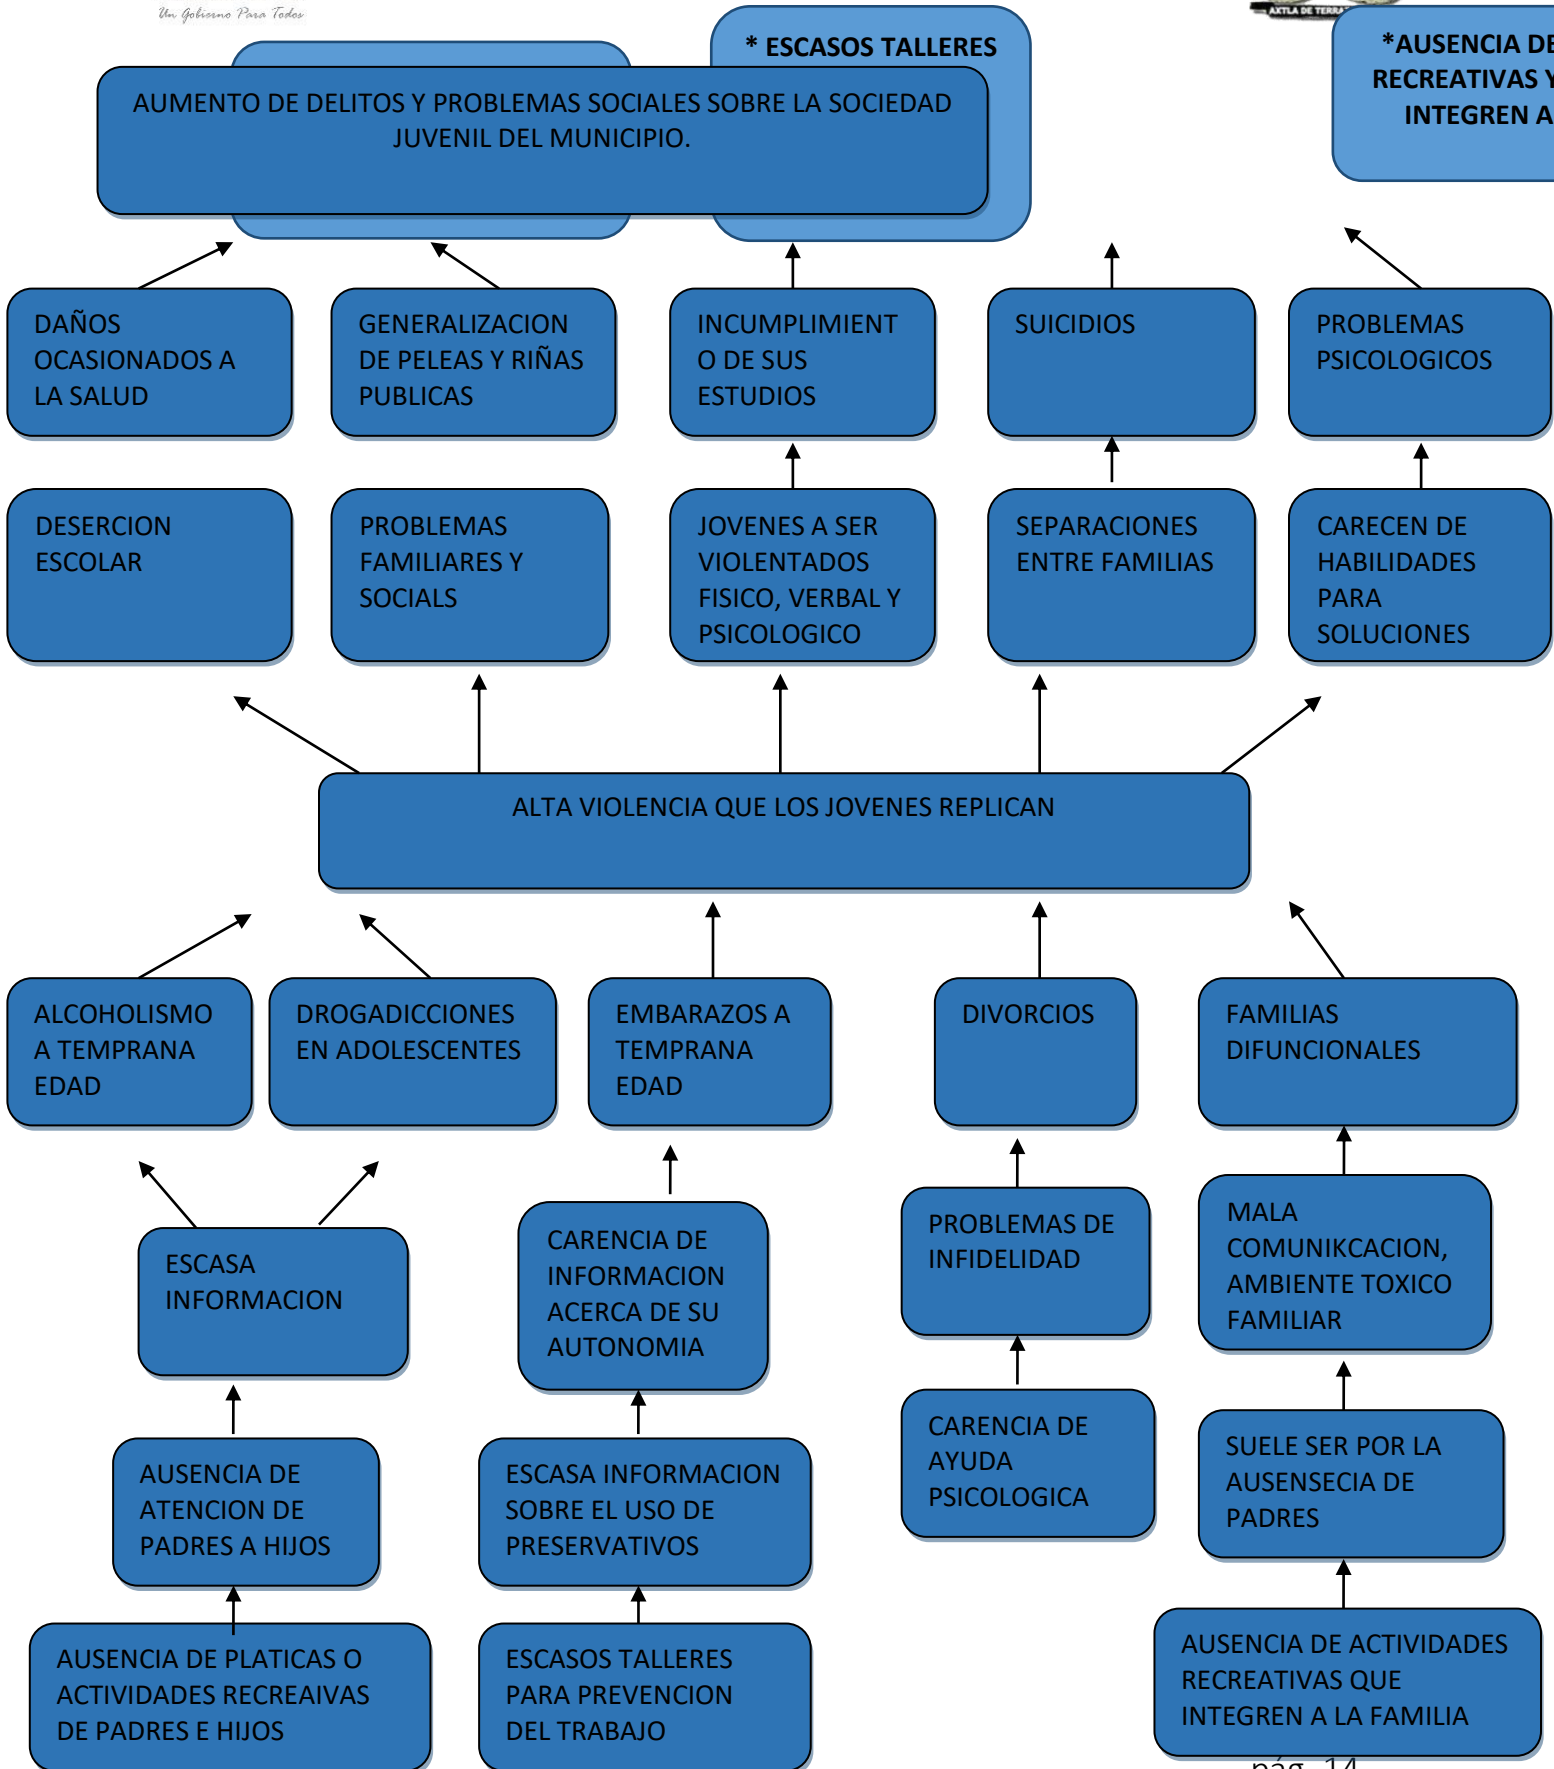 Un Gobierno Para Todos
AXTLA DE
* ESCASOS TALLERES
*AUSENCIA DE
RECREATIVAS Y
INTEGREN A
AUMENTO DE DELITOS Y PROBLEMAS SOCIALES SOBRE LA SOCIEDAD
JUVENIL DEL MUNICIPIO.
DAÑOS
OCASIONADOS A
LA SALUD
GENERALIZACION
DE PELEAS Y RIÑAS
PUBLICAS
INCUMPLIMIENT
O DE SUS
ESTUDIOS
SUICIDIOS
PROBLEMAS
PSICOLOGICOS
DESERCION
ESCOLAR
PROBLEMAS
FAMILIARES Y
SOCIALS
JOVENES A SER
VIOLENTADOS
FISICO, VERBAL Y
PSICOLOGICO
SEPARACIONES
ENTRE FAMILIAS
CARECEN DE
HABILIDADES
PARA
SOLUCIONES
ALTA VIOLENCIA QUE LOS JOVENES REPLICAN
ALCOHOLISMO
A TEMPRANA
EDAD
DROGADICCIONES
EN ADOLESCENTES
EMBARAZOS A
TEMPRANA
EDAD
DIVORCIOS
FAMILIAS
DIFUNCIONALES
ESCASA
INFORMACION
CARENCIA DE
INFORMACION
ACERCA DE SU
AUTONOMIA
PROBLEMAS DE
INFIDELIDAD
MALA
COMUNIKCACION,
AMBIENTE TOXICO
FAMILIAR
AUSENCIA DE
ATENCION DE
PADRES A HIJOS
ESCASA INFORMACION
SOBRE EL USO DE
PRESERVATIVOS
CARENCIA DE
AYUDA
PSICOLOGICA
SUELE SER POR LA
AUSENSECIA DE
PADRES
AUSENCIA DE PLATICAS O
ACTIVIDADES RECREAIVAS
DE PADRES E HIJOS
ESCASOS TALLERES
PARA PREVENCION
DEL TRABAJO
AUSENCIA DE ACTIVIDADES
RECREATIVAS QUE
INTEGREN A LA FAMILIA
pág. 14